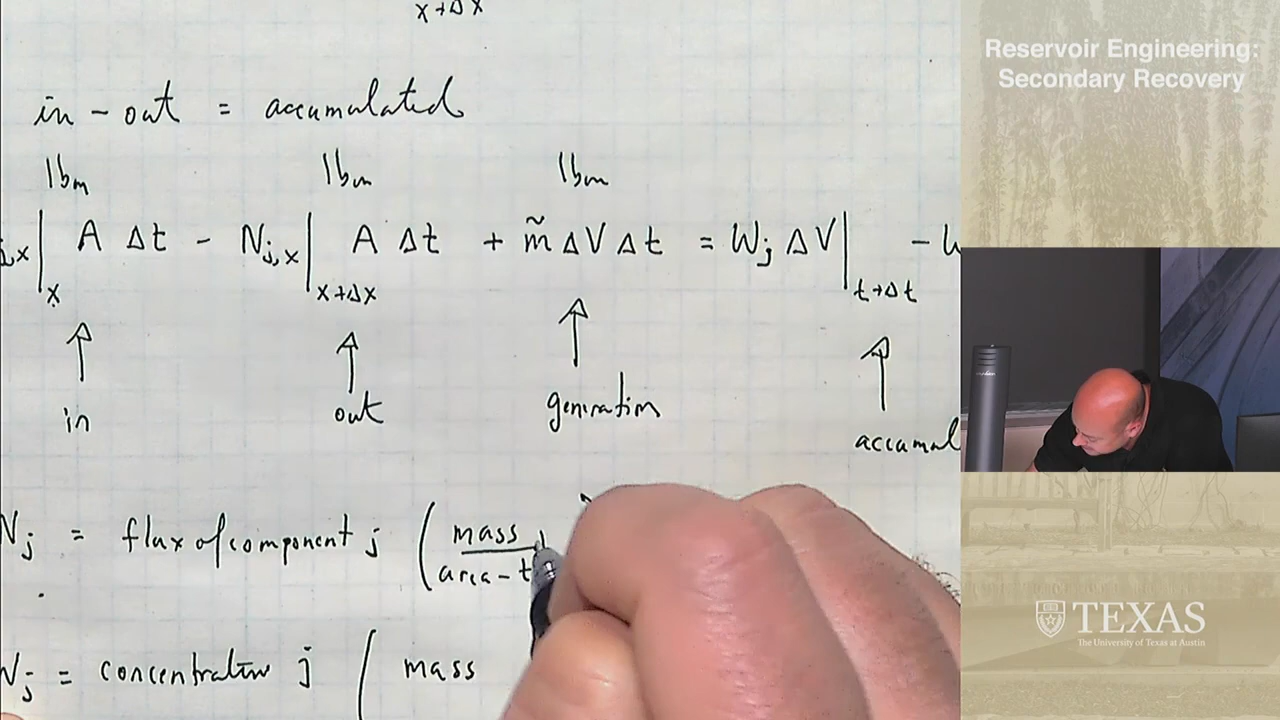 x+Δx
in - out = accumulated
lbm lbm lbm
j,x|x A Δt - Nj,x|x+Δx A Δt + m̃ ΔV Δt = Wj ΔV|t+Δt -
in out generation accumul
Nj = flux of component j (mass
area - t
Wj = concentration j (mass
Reservoir Engineering:
Secondary Recovery
TEXAS
The University of Texas at Austin